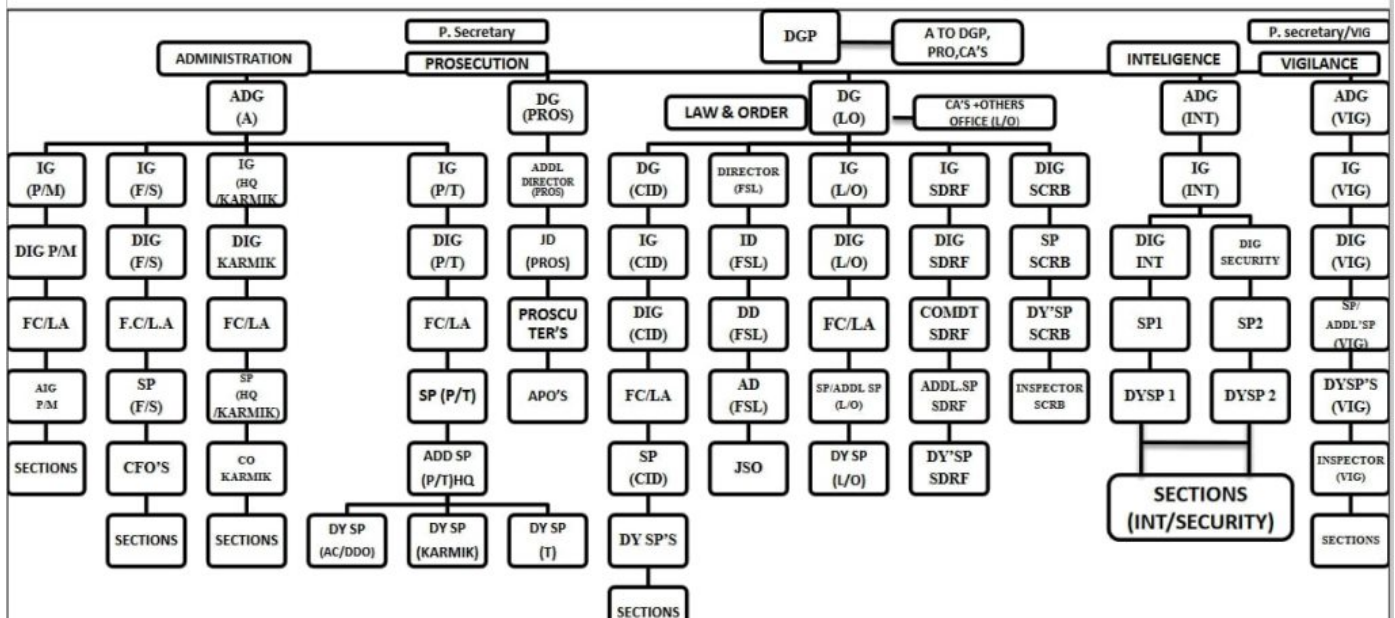 P. Secretary
DGP
A TO DGP,
PRO,CA'S
P. secretary/VIG
ADMINISTRATION
PROSECUTION
INTELIGENCE
VIGILANCE
ADG
(A)
DG
(PROS)
LAW & ORDER
DG
(LO)
CA'S +OTHERS
OFFICE (L/O)
ADG
(INT)
ADG
(VIG)
IG
(P/M)
IG
(F/S)
IG
(HQ
/KARMIK
IG
(P/T)
ADDL
DIRECTOR
(PROS)
DG
(CID)
DIRECTOR
(FSL)
IG
(L/O)
IG
SDRF
DIG
SCRB
IG
(INT)
IG
(VIG)
DIG P/M
DIG
(F/S)
DIG
KARMIK
DIG
(P/T)
JD
(PROS)
IG
(CID)
ID
(FSL)
DIG
(L/O)
DIG
SDRF
SP
SCRB
DIG
INT
DIG
SECURITY
DIG
(VIG)
FC/LA
F.C/L.A
FC/LA
FC/LA
PROSCU
TER'S
DIG
(CID)
DD
(FSL)
FC/LA
COMDT
SDRF
DY'SP
SCRB
SP1
SP2
SP/
ADDL'SP
(VIG)
AIG
P/M
SP
(F/S)
SP
(HQ
/KARMIK)
SP (P/T)
APO'S
FC/LA
AD
(FSL)
SP/ADDL SP
(L/O)
ADDL.SP
SDRF
INSPECTOR
SCRB
DYSP 1
DYSP 2
DYSP'S
(VIG)
SECTIONS
CFO'S
CO
KARMIK
ADD SP
(P/T)HQ
SP
(CID)
JSO
DY SP
(L/O)
DY'SP
SDRF
SECTIONS
(INT/SECURITY)
INSPECTOR
(VIG)
SECTIONS
SECTIONS
DY SP
(AC/DDO)
DY SP
(KARMIK)
DY SP
(T)
DY SP'S
SECTIONS
SECTIONS